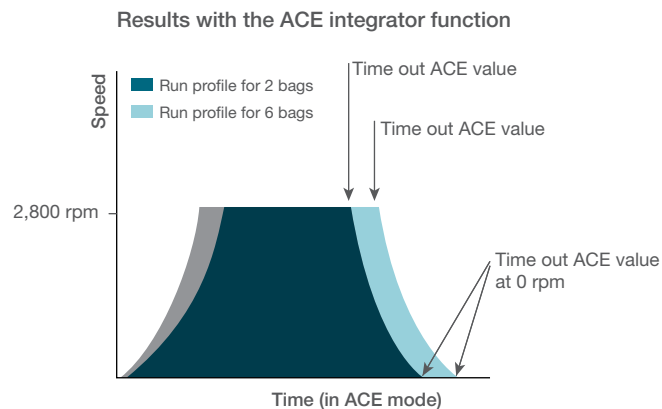 Results with the ACE integrator function
Speed
Run profile for 2 bags
Run profile for 6 bags
Time out ACE value
Time out ACE value
2,800 rpm
Time out ACE value
at 0 rpm
Time (in ACE mode)